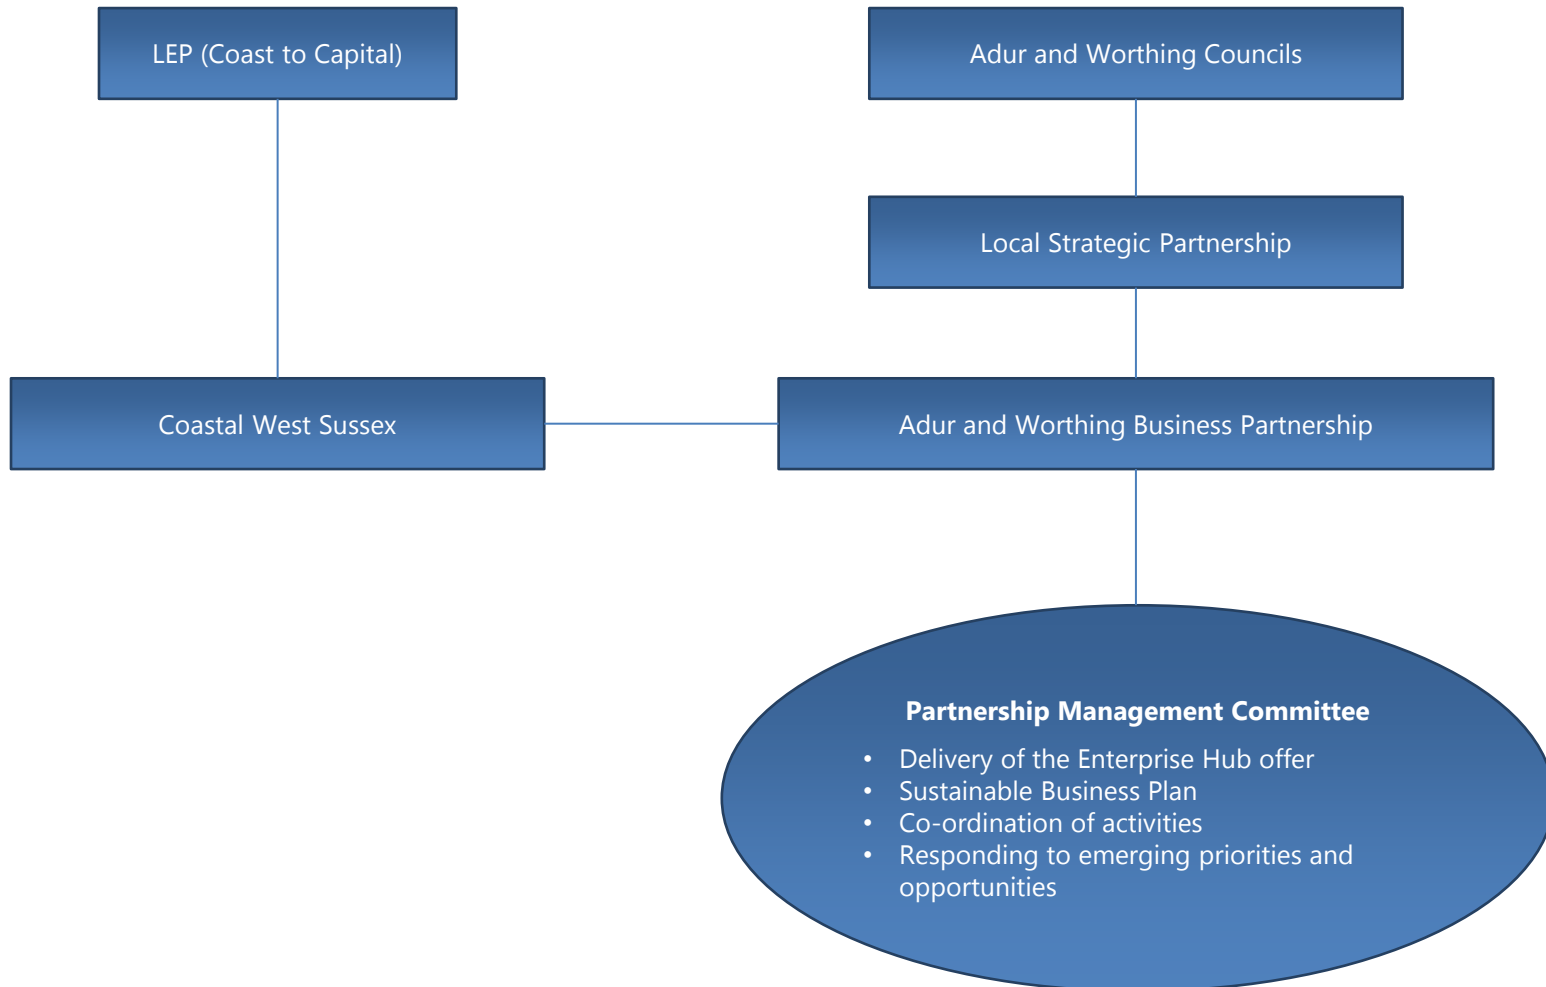 LEP (Coast to Capital)
Adur and Worthing Councils
Local Strategic Partnership
Coastal West Sussex
Adur and Worthing Business Partnership
Partnership Management Committee
• Delivery of the Enterprise Hub offer
• Sustainable Business Plan
• Co-ordination of activities
• Responding to emerging priorities and
opportunities